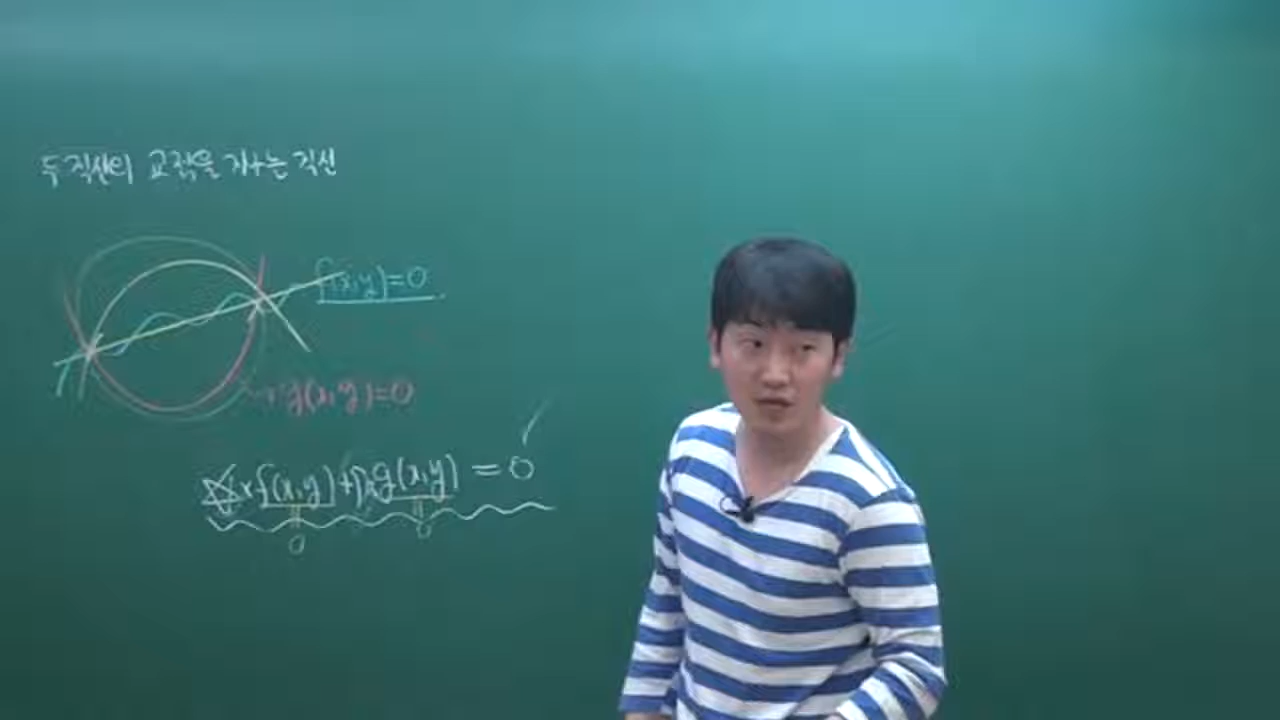 두 직선의 교점을 지나는 직선
f(x,y)=0
g(x,y)=0
☆×f(x,y)+ g(x,y) = 0
0 0